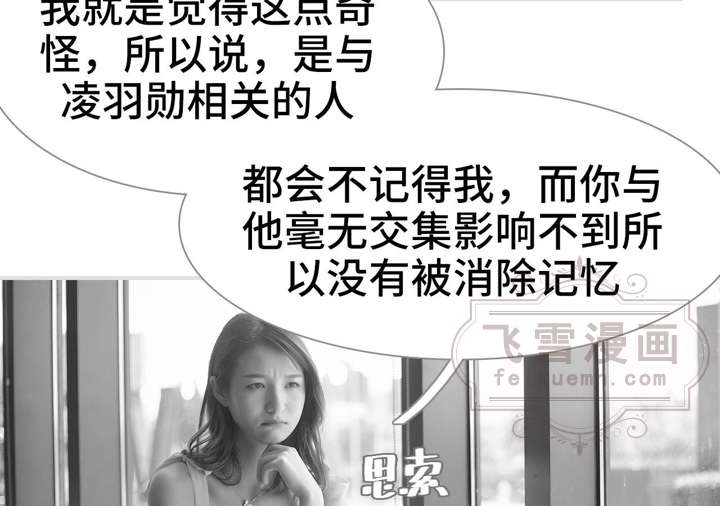 我就是觉得这点奇
怪，所以说，是与
凌羽勋相关的人
都会不记得我，而你与
他毫无交集影响不到所
以没有被消除记忆
飞雪漫画
feixuemh.com
思索